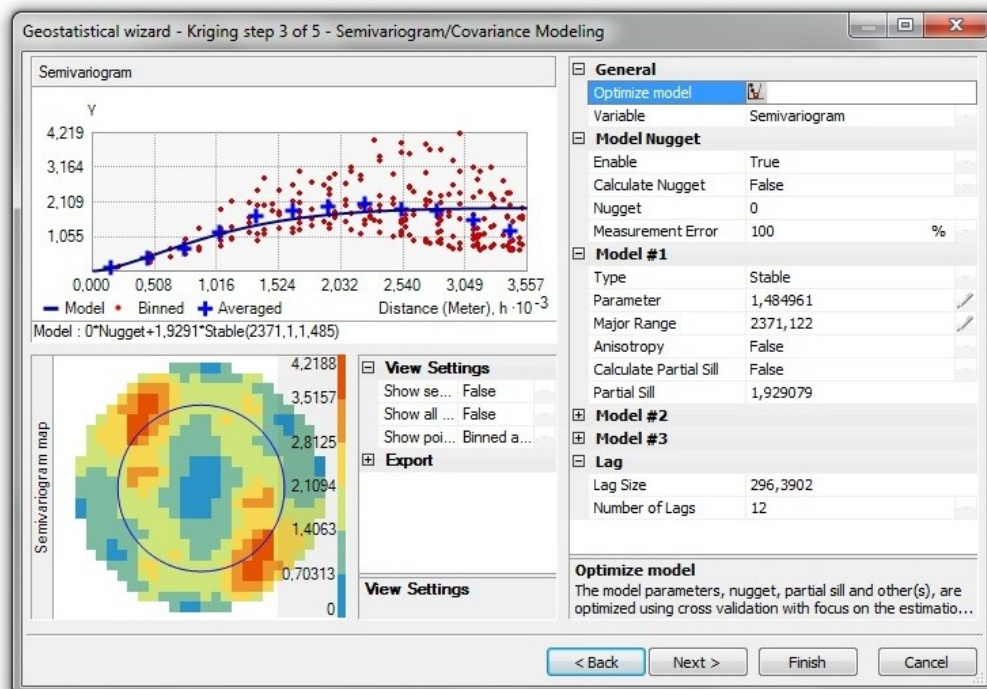 Geostatistical wizard - Kriging step 3 of 5 - Semivariogram/Covariance Modeling
Semivariogram
Y
4,219
3,164
2,109
1,055
0,000 0,508 1,016 1,524 2,032 2,540 3,049 3,557
Model Binned Averaged Distance (Meter), h ·10-3
Model : 0*Nugget+1,9291*Stable(2371,1,1,485)
Semivariogram map
4,2188
3,5157
2,8125
2,1094
1,4063
0,70313
0
View Settings
Show se... False
Show all ... False
Show poi... Binned a...
Export
View Settings
General
Optimize model
Variable Semivariogram
Model Nugget
Enable True
Calculate Nugget False
Nugget 0
Measurement Error 100 %
Model #1
Type Stable
Parameter 1,484961
Major Range 2371,122
Anisotropy False
Calculate Partial Sill False
Partial Sill 1,929079
Model #2
Model #3
Lag
Lag Size 296,3902
Number of Lags 12
Optimize model
The model parameters, nugget, partial sill and other(s), are
optimized using cross validation with focus on the estimatio...
< Back Next > Finish Cancel